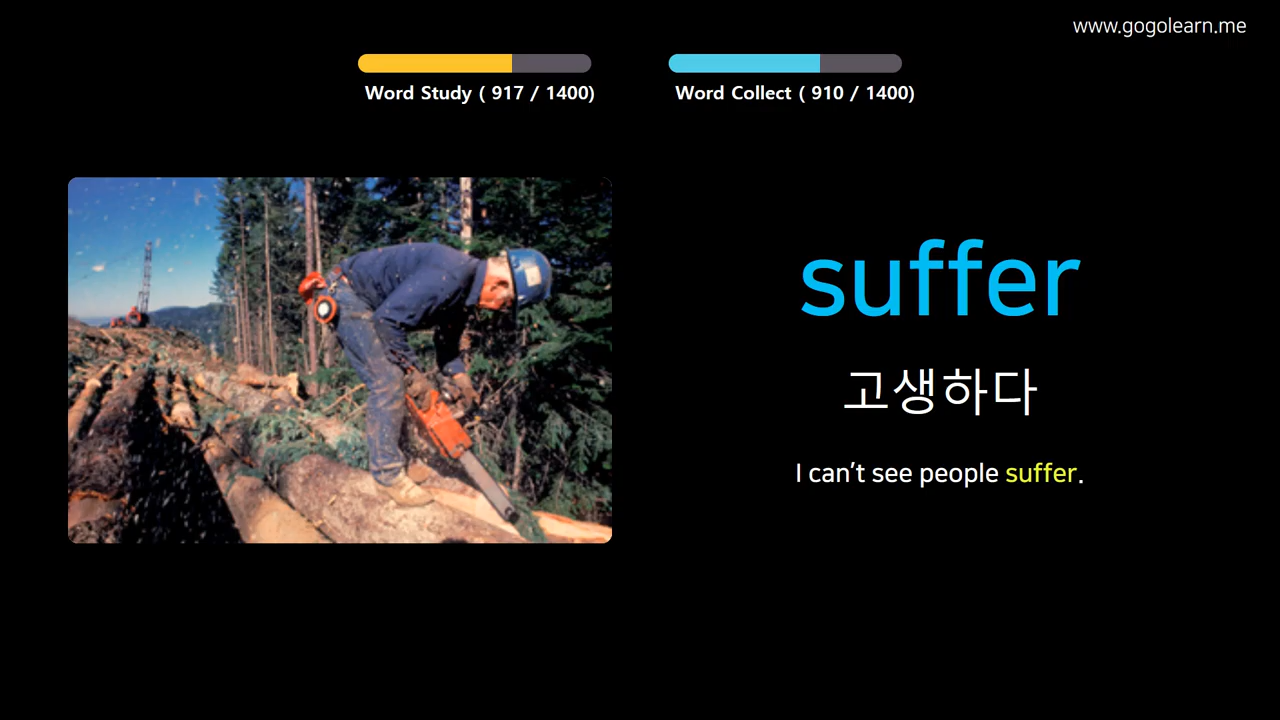 www.gogolearn.me
Word Study ( 917 / 1400)
Word Collect ( 910 / 1400)
suffer
고생하다
I can’t see people suffer.